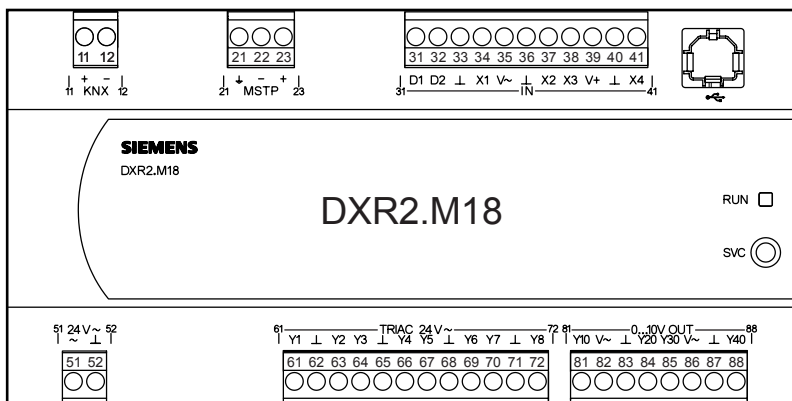 11 12
+ −
11 KNX 12
21 22 23
⏚ − +
21 MSTP 23
31 32 33 34 35 36 37 38 39 40 41
D1 D2 ⊥ X1 V~ ⊥ X2 X3 V+ ⊥ X4
31 IN 41
SIEMENS
DXR2.M18
DXR2.M18
RUN
SVC
51 24 V ~ 52
~ ⊥
51 52
61 TRIAC 24 V ~ 72
Y1 ⊥ Y2 Y3 ⊥ Y4 Y5 ⊥ Y6 Y7 ⊥ Y8
61 62 63 64 65 66 67 68 69 70 71 72
81 0...10V OUT 88
Y10 V~ ⊥ Y20 Y30 V~ ⊥ Y40
81 82 83 84 85 86 87 88